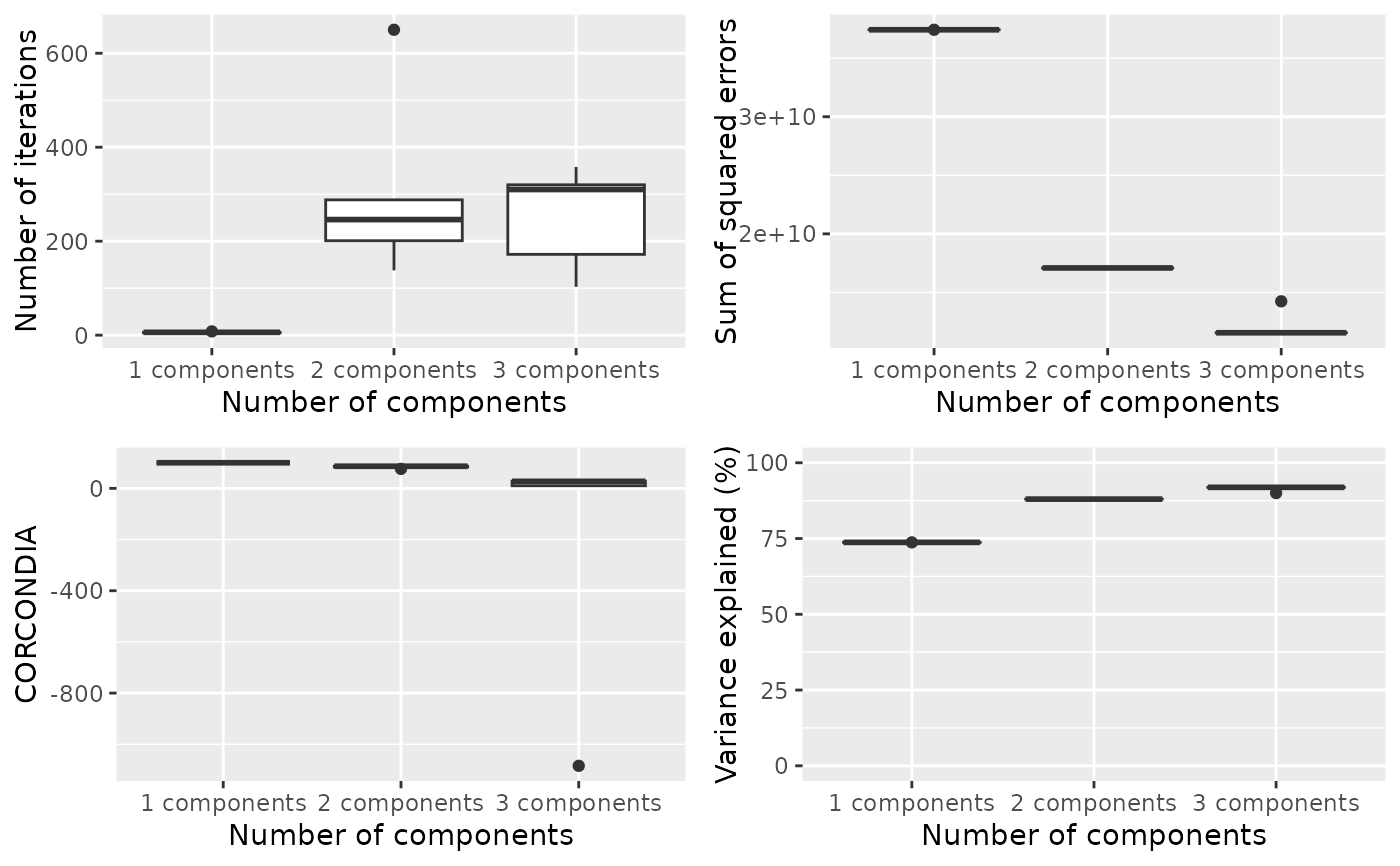 Number of iterations
600
400
200
0
1 components 2 components 3 components
Number of components
Sum of squared errors
3e+10
2e+10
1 components 2 components 3 components
Number of components
CORCONDIA
0
-400
-800
1 components 2 components 3 components
Number of components
Variance explained (%)
100
75
50
25
0
1 components 2 components 3 components
Number of components